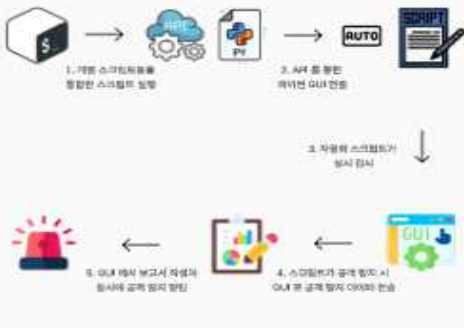 $_
API
PY
AUTO
SCRIPT
1. 개별 스크립트들을
통합한 스크립트 실행
2. API 를 통한
파이썬 GUI 연동
3. 자동화 스크립트가
상시 감시
GUI
5. GUI 에서 보고서 작성과
동시에 공격 탐지 알림
4. 스크립트가 공격 탐지 시
GUI 로 공격 탐지 데이터 전송